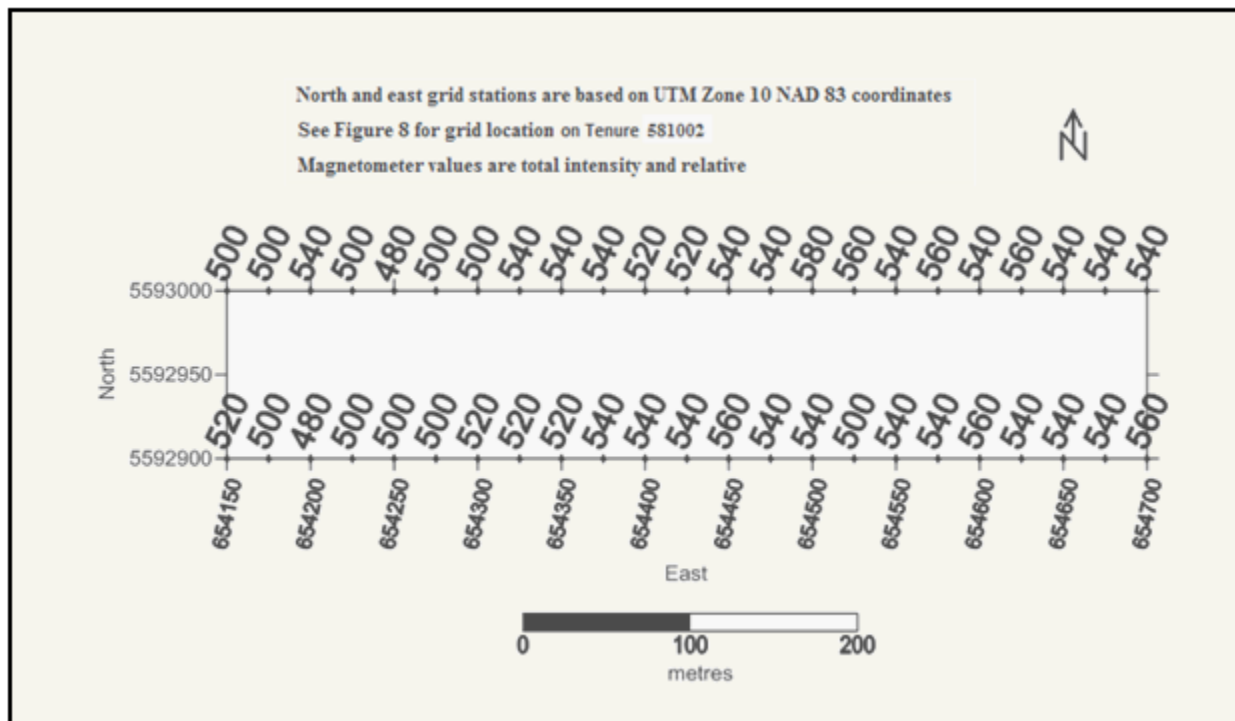 North and east grid stations are based on UTM Zone 10 NAD 83 coordinates
See Figure 8 for grid location on Tenure 581002
Magnetometer values are total intensity and relative
N
500 500 540 500 480 500 500 540 540 540 520 520 540 540 580 560 540 560 540 560 540 540 540
5593000
North
5592950
520 500 480 500 500 500 520 520 520 540 540 540 560 540 540 500 540 540 560 540 540 540 560
5592900
654150 654200 654250 654300 654350 654400 654450 654500 654550 654600 654650 654700
East
0 100 200
metres